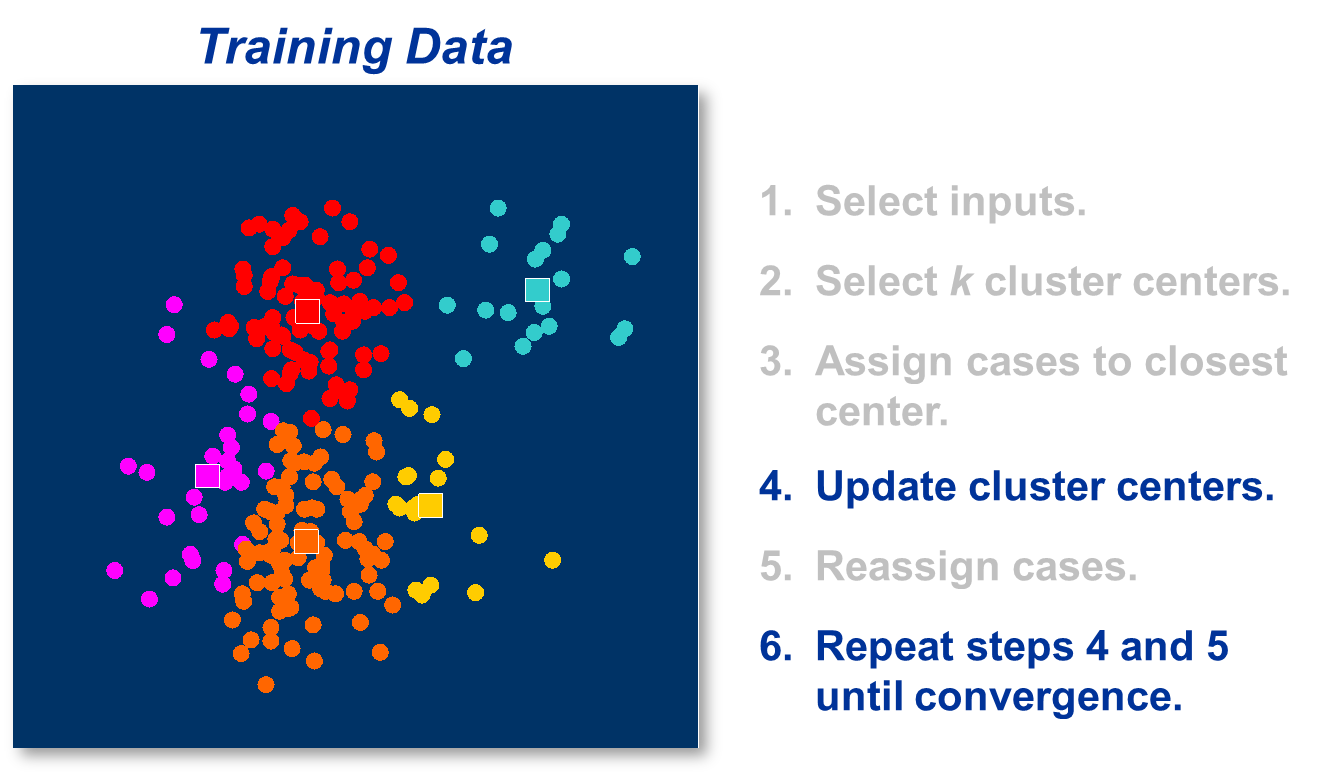 Training Data
1. Select inputs.
2. Select k cluster centers.
3. Assign cases to closest
center.
4. Update cluster centers.
5. Reassign cases.
6. Repeat steps 4 and 5
until convergence.